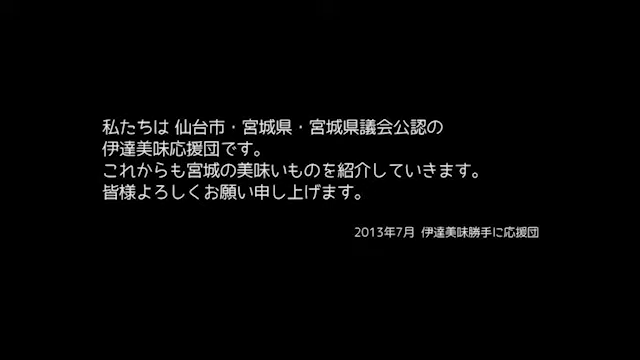 私たちは 仙台市・宮城県・宮城県議会公認の
伊達美味応援団です。
これからも宮城の美味いものを紹介していきます。
皆様よろしくお願い申し上げます。
2013年7月 伊達美味勝手に応援団